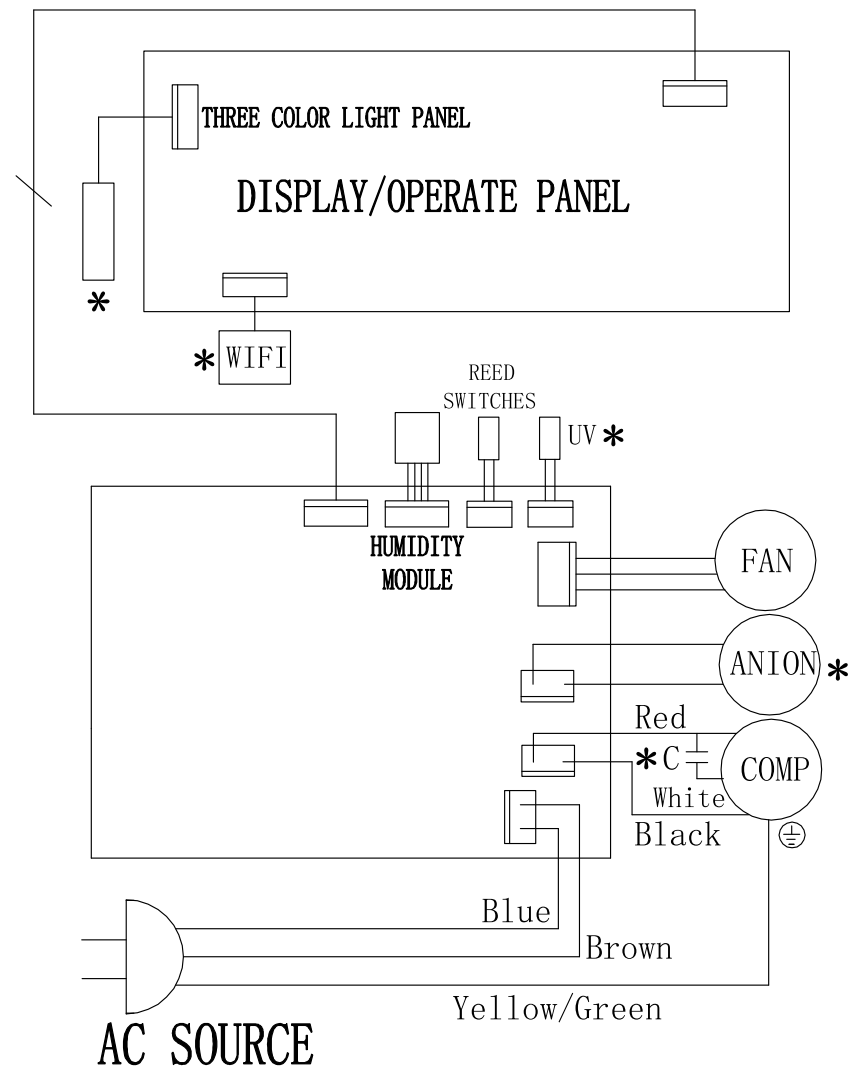 THREE COLOR LIGHT PANEL
DISPLAY/OPERATE PANEL
*
* WIFI
REED
SWITCHES
UV *
HUMIDITY
MODULE
FAN
ANION *
Red
* C
COMP
White
Black
Blue
Brown
Yellow/Green
AC SOURCE